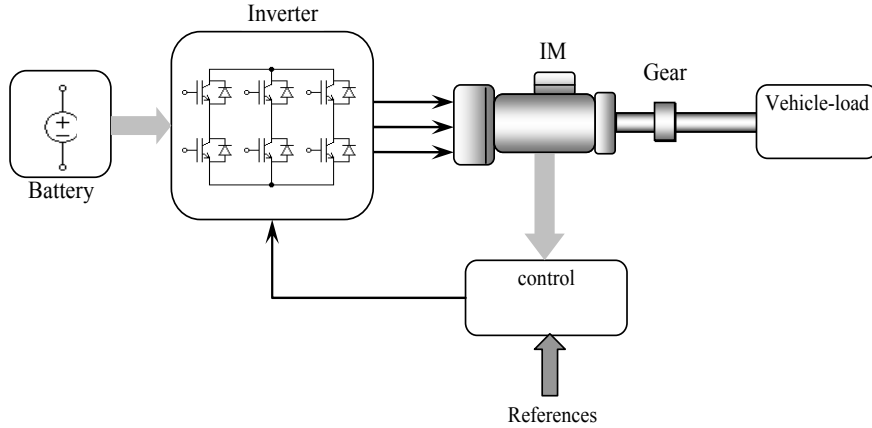 Inverter
IM
Gear
Vehicle-load
Battery
control
References